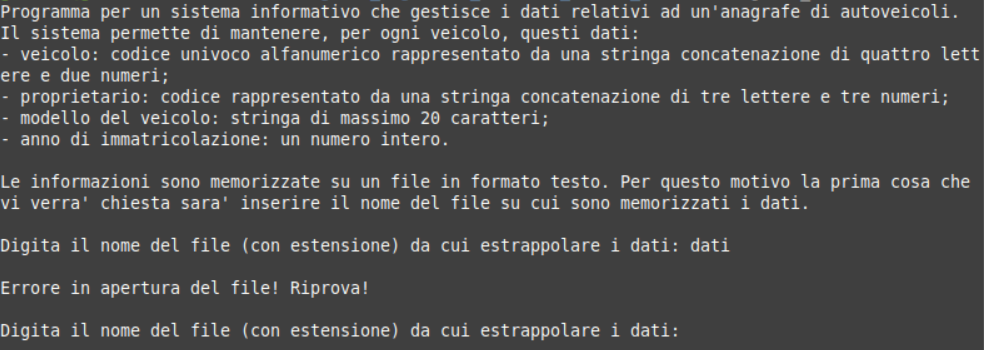 Programma per un sistema informativo che gestisce i dati relativi ad un'anagrafe di autoveicoli.
Il sistema permette di mantenere, per ogni veicolo, questi dati:
- veicolo: codice univoco alfanumerico rappresentato da una stringa concatenazione di quattro lett
ere e due numeri;
- proprietario: codice rappresentato da una stringa concatenazione di tre lettere e tre numeri;
- modello del veicolo: stringa di massimo 20 caratteri;
- anno di immatricolazione: un numero intero.
Le informazioni sono memorizzate su un file in formato testo. Per questo motivo la prima cosa che
vi verra' chiesta sara' inserire il nome del file su cui sono memorizzati i dati.
Digita il nome del file (con estensione) da cui estrappolare i dati: dati
Errore in apertura del file! Riprova!
Digita il nome del file (con estensione) da cui estrappolare i dati: